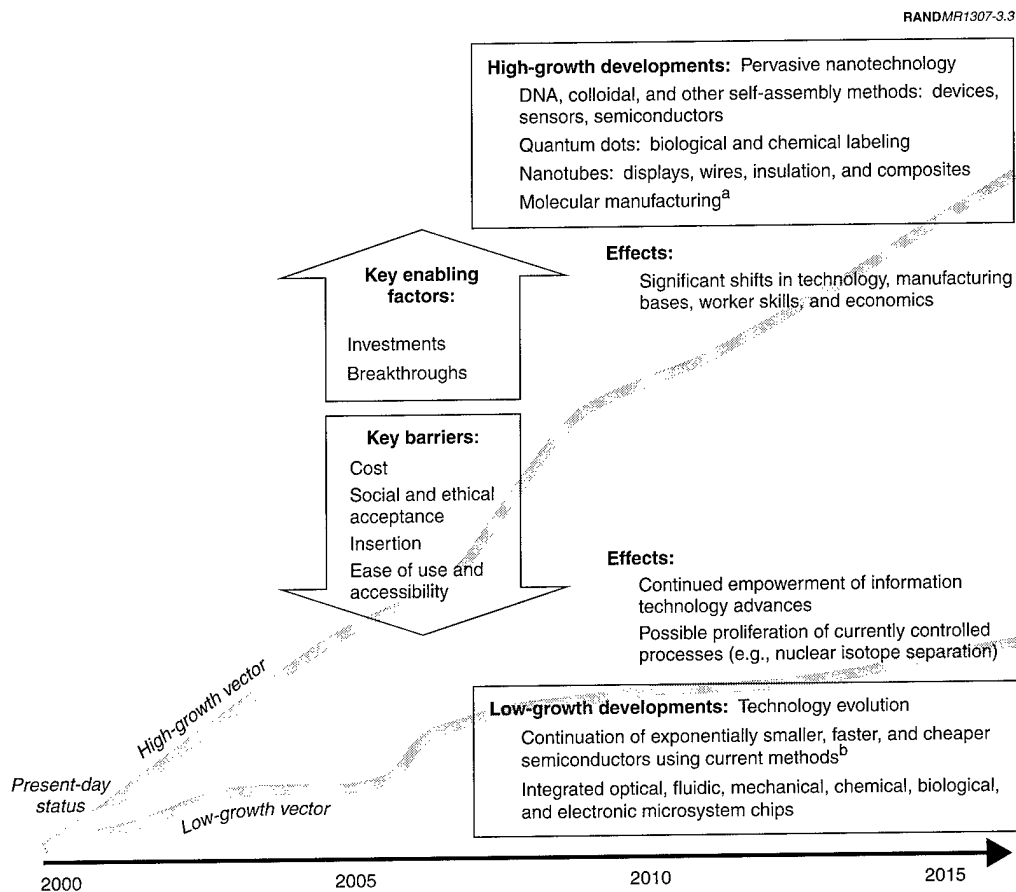 RANDMR1307-3.3
High-growth developments: Pervasive nanotechnology
DNA, colloidal, and other self-assembly methods: devices,
sensors, semiconductors
Quantum dots: biological and chemical labeling
Nanotubes: displays, wires, insulation, and composites
Molecular manufacturing^a
Effects:
Significant shifts in technology, manufacturing
bases, worker skills, and economics
Key enabling
factors:
Investments
Breakthroughs
Key barriers:
Cost
Social and ethical
acceptance
Insertion
Ease of use and
accessibility
Effects:
Continued empowerment of information
technology advances
Possible proliferation of currently controlled
processes (e.g., nuclear isotope separation)
High-growth vector
Low-growth developments: Technology evolution
Continuation of exponentially smaller, faster, and cheaper
semiconductors using current methods^b
Integrated optical, fluidic, mechanical, chemical, biological,
and electronic microsystem chips
Present-day
status
Low-growth vector
2000 2005 2010 2015